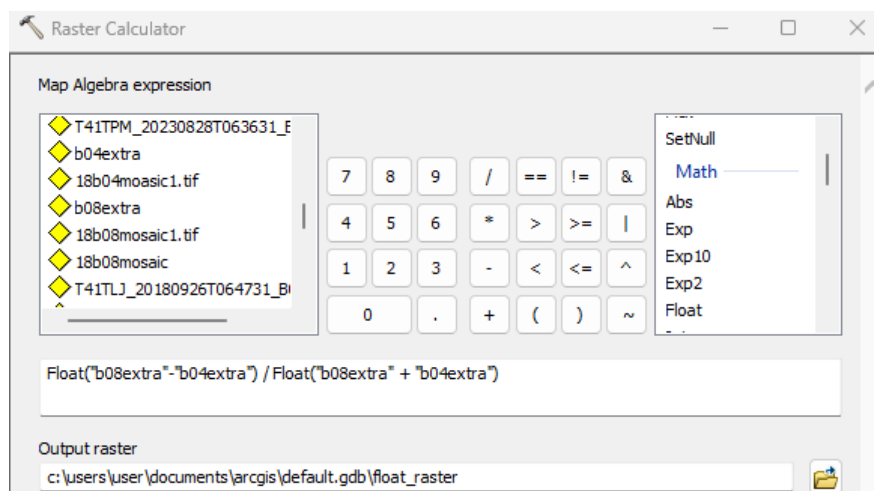 Raster Calculator
Map Algebra expression
T41TPM_20230828T063631_
b04extra
18b04moasic1.tif
b08extra
18b08mosaic1.tif
18b08mosaic
T41TLJ_20180926T064731_
7 8 9 / == != &
4 5 6 * > >= |
1 2 3 - < <= ^
0 . + ( ) ~
SetNull
Math
Abs
Exp
Exp10
Exp2
Float
Float("b08extra"-"b04extra") / Float("b08extra" + "b04extra")
Output raster
c:\users\user\documents\arcgis\default.gdb\float_raster